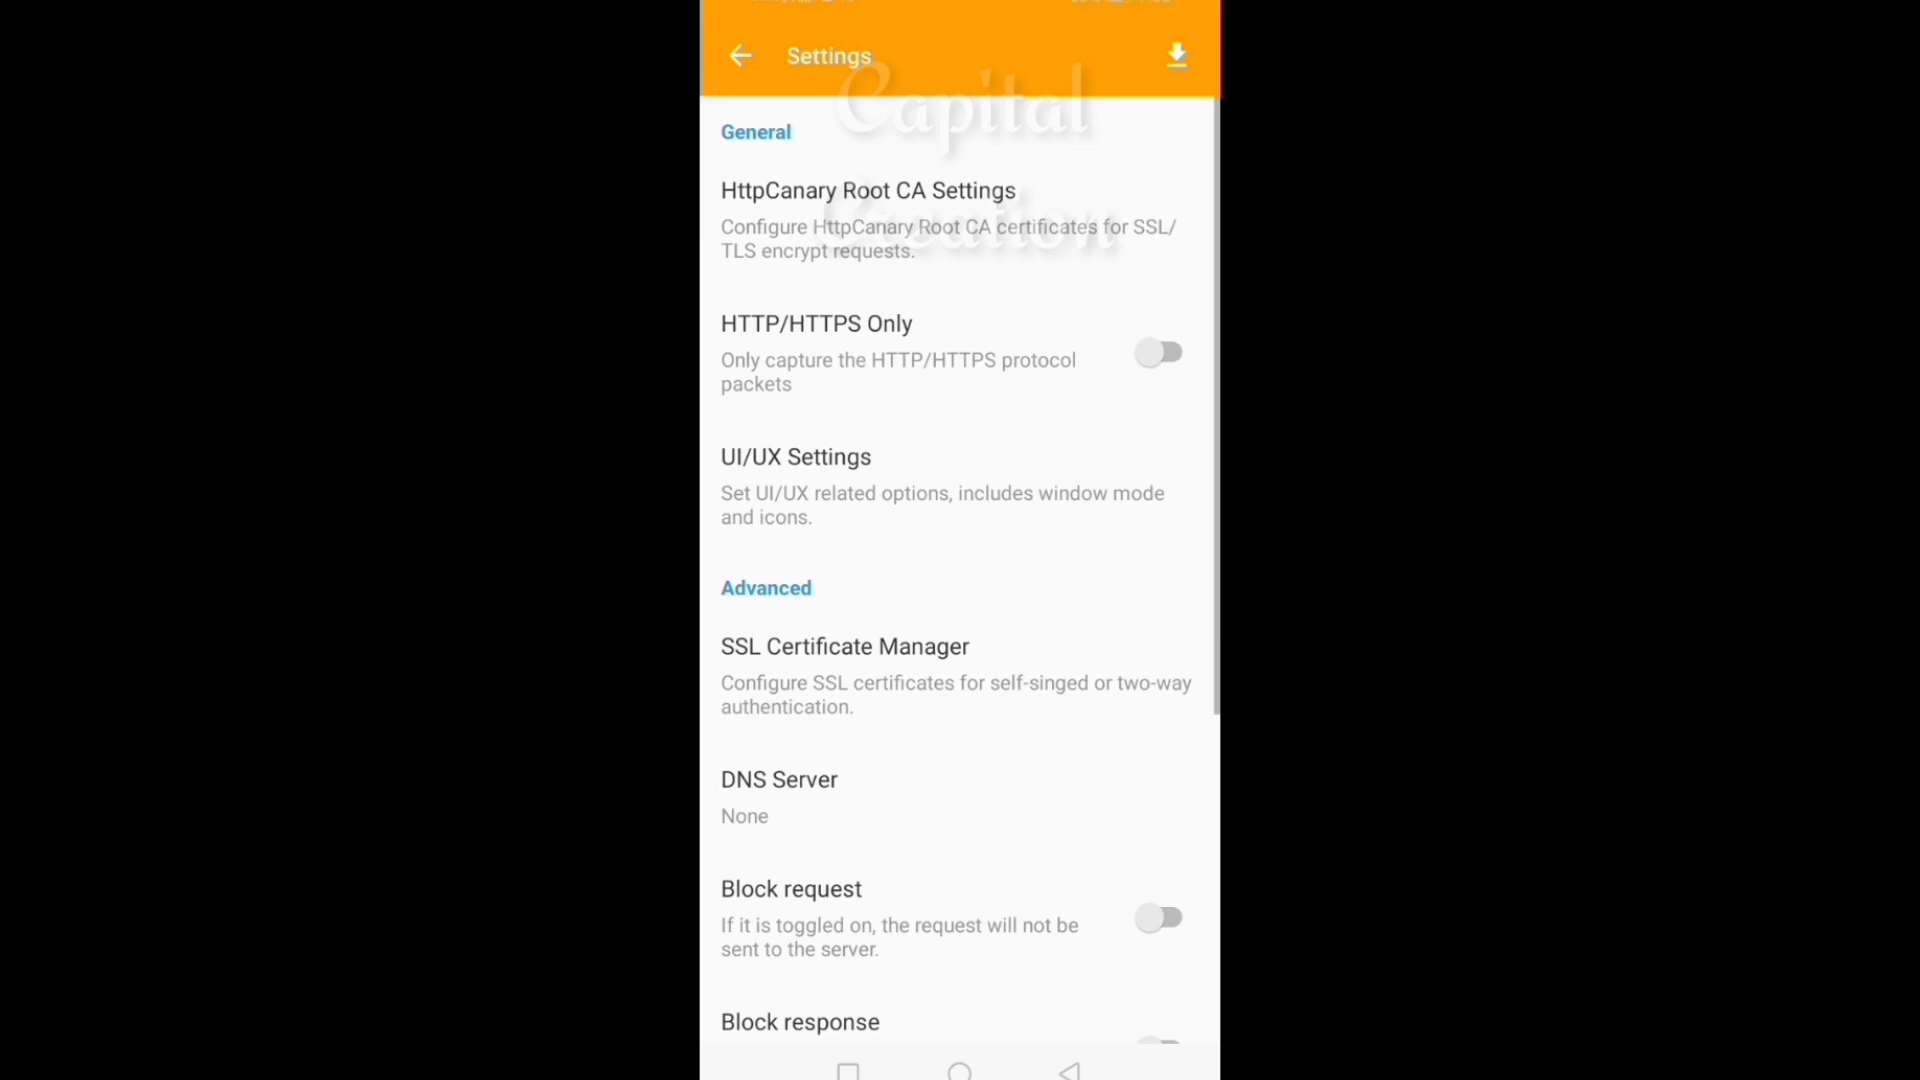 Settings
Capital
General
Creation
HttpCanary Root CA Settings
Configure HttpCanary Root CA certificates for SSL/
TLS encrypt requests.
HTTP/HTTPS Only
Only capture the HTTP/HTTPS protocol
packets
UI/UX Settings
Set UI/UX related options, includes window mode
and icons.
Advanced
SSL Certificate Manager
Configure SSL certificates for self-singed or two-way
authentication.
DNS Server
None
Block request
If it is toggled on, the request will not be
sent to the server.
Block response